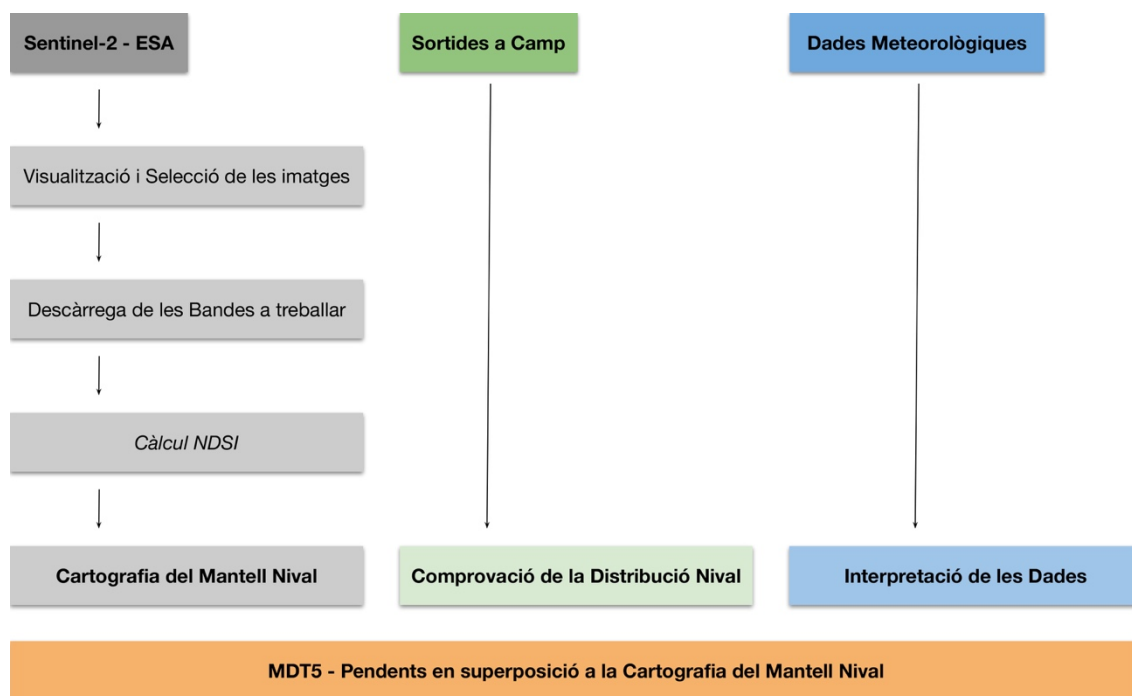 Sentinel-2 - ESA
Sortides a Camp
Dades Meteorològiques
Visualització i Selecció de les imatges
Descàrrega de les Bandes a treballar
Càlcul NDSI
Cartografia del Mantell Nival
Comprovació de la Distribució Nival
Interpretació de les Dades
MDT5 - Pendents en superposició a la Cartografia del Mantell Nival